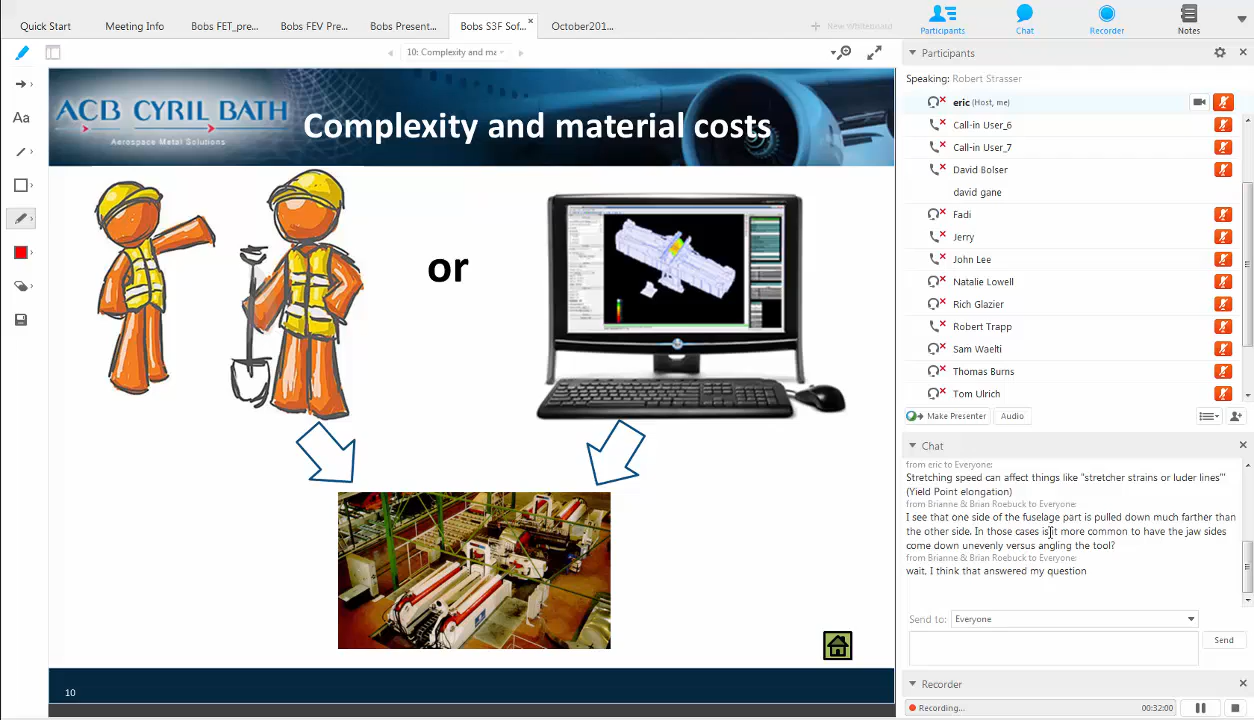 Quick Start
Meeting Info
Bobs FET_pre...
Bobs FEV Pre...
Bobs Present...
Bobs S3F Sof...
October201...
New Whiteboard
Participants
Chat
Recorder
Notes
10: Complexity and ma
Aa
ACB CYRIL BATH
Aerospace Metal Solutions
Complexity and material costs
or
10
Participants
Speaking: Robert Strasser
eric (Host, me)
Call-in User_6
Call-in User_7
David Bolser
david gane
Fadi
Jerry
John Lee
Natalie Lowell
Rich Glazier
Robert Trapp
Sam Waelti
Thomas Burns
Tom Ulrich
Make Presenter
Audio
Chat
from eric to Everyone:
Stretching speed can affect things like "stretcher strains or luder lines"'
(Yield Point elongation)
from Brianne & Brian Roebuck to Everyone:
I see that one side of the fuselage part is pulled down much farther than
the other side. In those cases is it more common to have the jaw sides
come down unevenly versus angling the tool?
from Brianne & Brian Roebuck to Everyone:
wait. I think that answered my question
Send to:
Everyone
Send
Recorder
Recording...
00:32:00